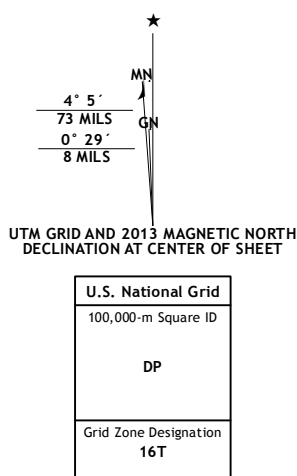 ★
MN
4° 5´
73 MILS
GN
0° 29´
8 MILS
UTM GRID AND 2013 MAGNETIC NORTH
DECLINATION AT CENTER OF SHEET
U.S. National Grid
100,000-m Square ID
DP
Grid Zone Designation
16T